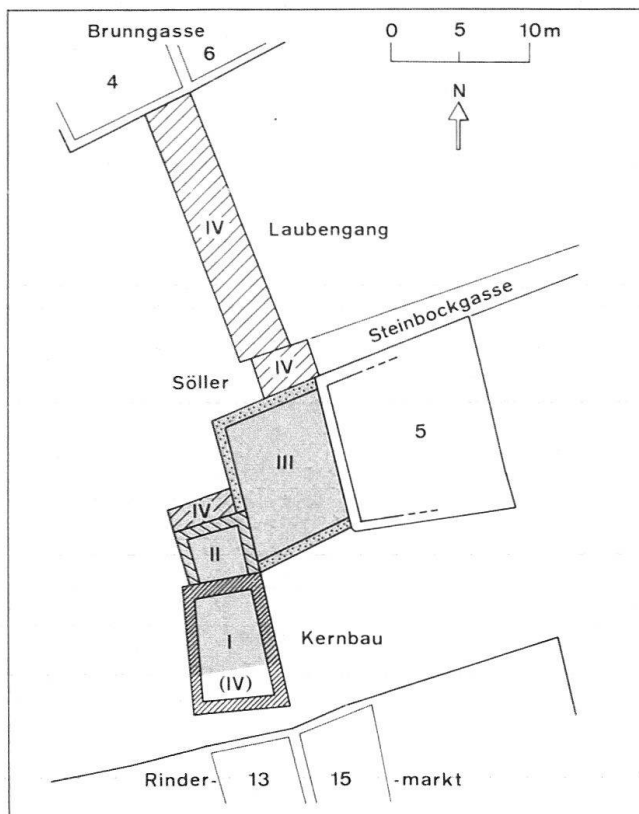 Brunngasse
4
6
0 5 10 m
N
IV
Laubengang
Steinbockgasse
IV
Söller
5
III
IV
II
I
Kernbau
(IV)
Rinder- 13 15 -markt